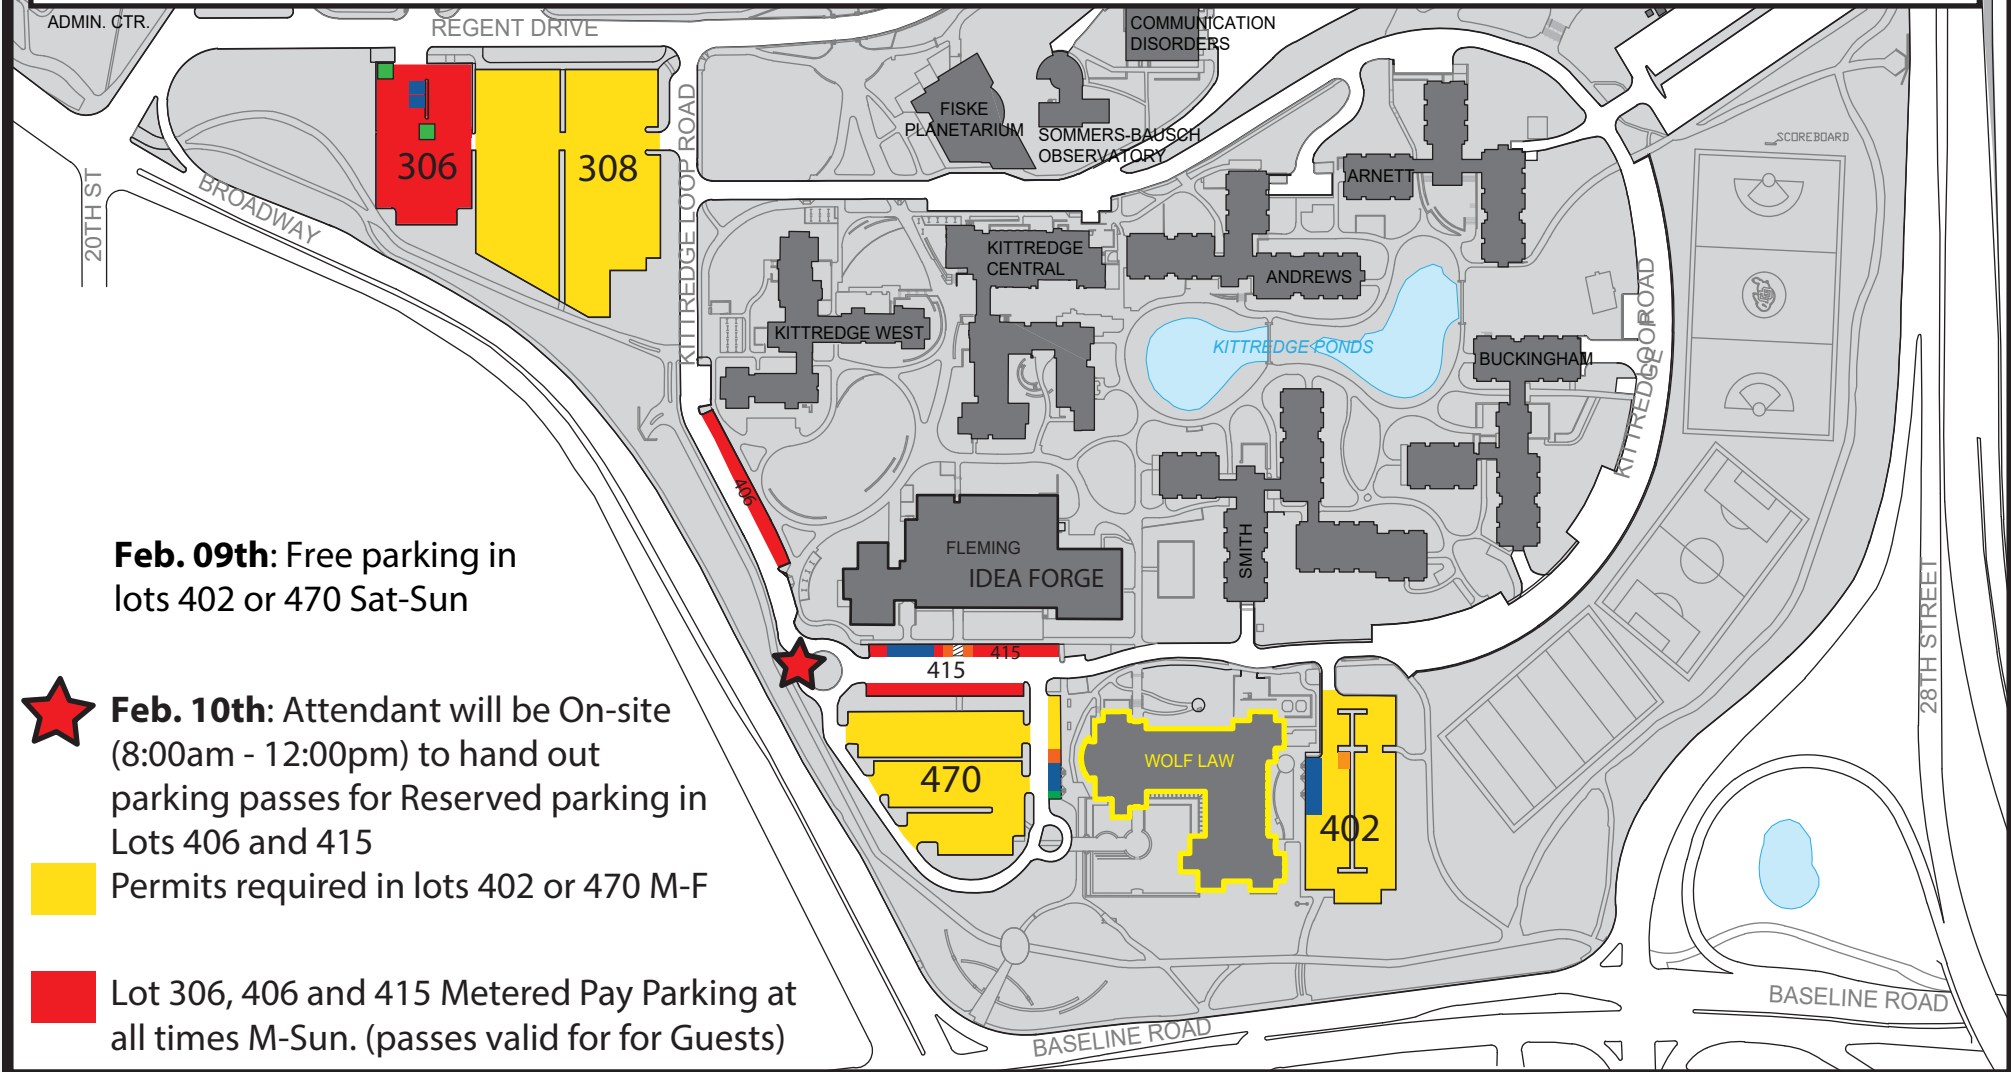 ADMIN. CTR.
REGENT DRIVE
COMMUNICATION
DISORDERS
FISKE
PLANETARIUM
SOMMERS-BAUSCH
OBSERVATORY
SCOREBOARD
306
308
KITTREDGE LOOP ROAD
ARNETT
20TH ST
BROADWAY
KITTREDGE
CENTRAL
ANDREWS
KITTREDGE WEST
KITTREDGE PONDS
BUCKINGHAM
KITTREDGE LOOP ROAD
406
FLEMING
IDEA FORGE
SMITH
28TH STREET
Feb. 09th: Free parking in
lots 402 or 470 Sat-Sun
415
415
Feb. 10th: Attendant will be On-site
(8:00am - 12:00pm) to hand out
parking passes for Reserved parking in
Lots 406 and 415
470
WOLF LAW
402
Permits required in lots 402 or 470 M-F
Lot 306, 406 and 415 Metered Pay Parking at
all times M-Sun. (passes valid for for Guests)
BASELINE ROAD
BASELINE ROAD